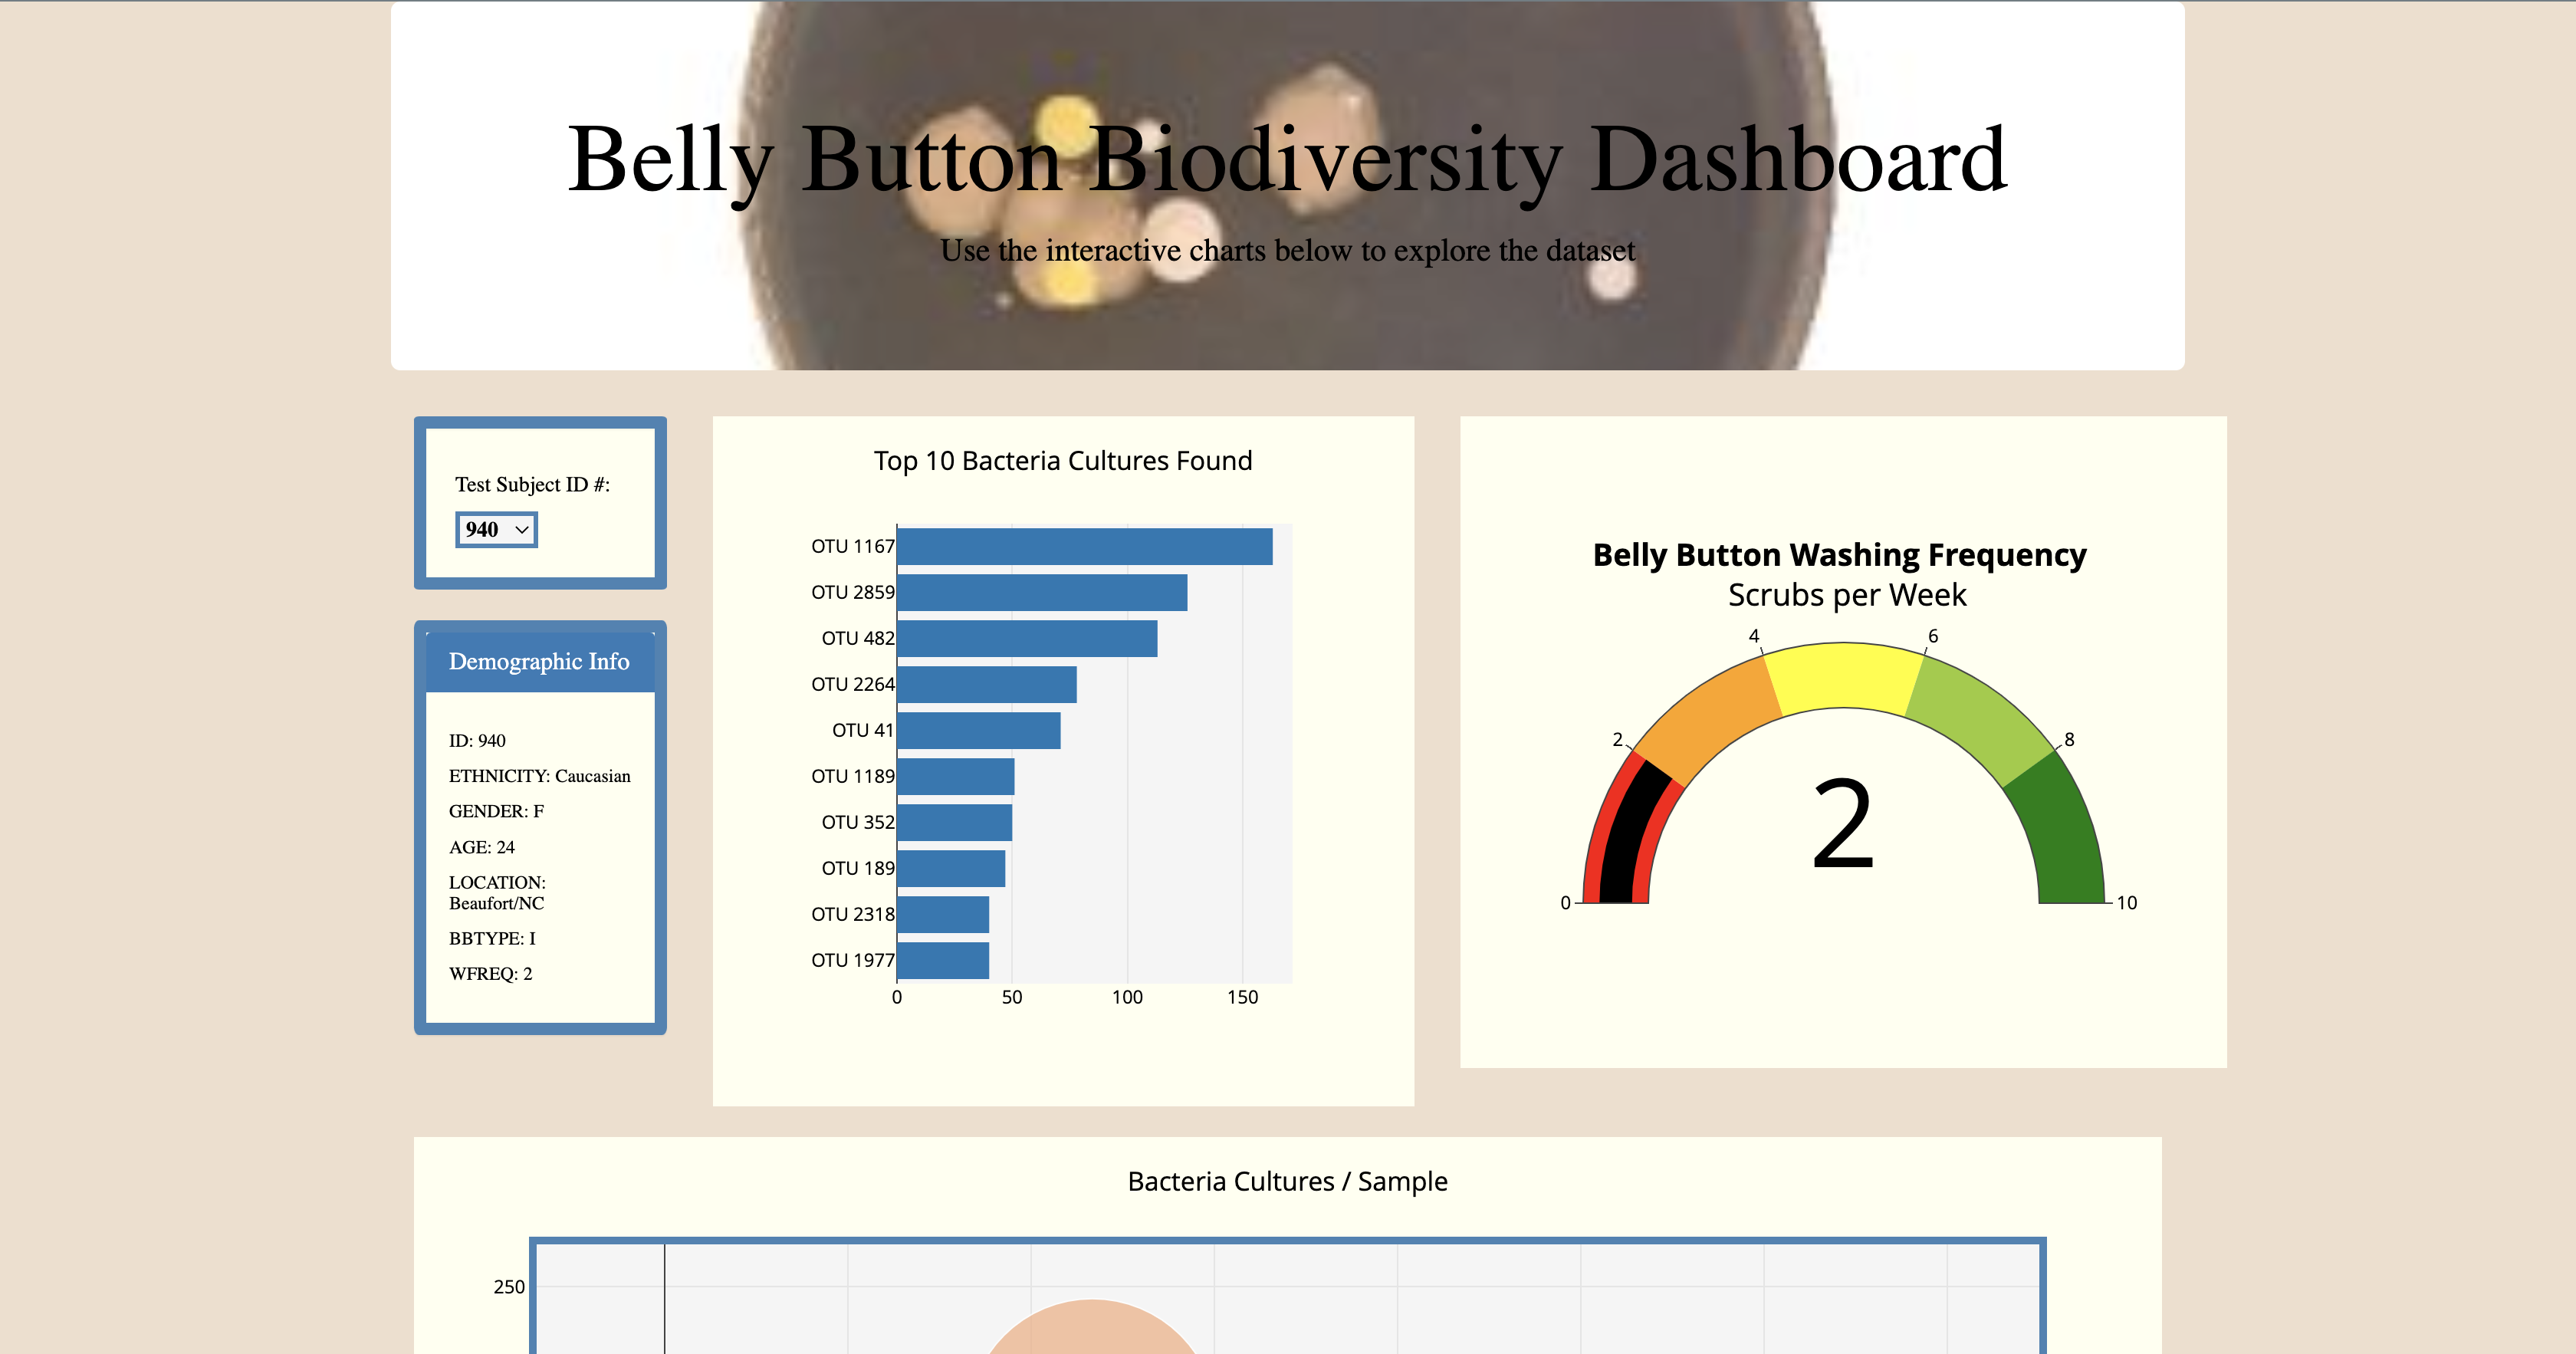 Belly Button Biodiversity Dashboard
Use the interactive charts below to explore the dataset
Test Subject ID #:
940
Demographic Info
ID: 940
ETHNICITY: Caucasian
GENDER: F
AGE: 24
LOCATION:
Beaufort/NC
BBTYPE: I
WFREQ: 2
Top 10 Bacteria Cultures Found
OTU 1167
OTU 2859
OTU 482
OTU 2264
OTU 41
OTU 1189
OTU 352
OTU 189
OTU 2318
OTU 1977
0 50 100 150
Belly Button Washing Frequency
Scrubs per Week
4 6
2 8
2
0 10
Bacteria Cultures / Sample
250